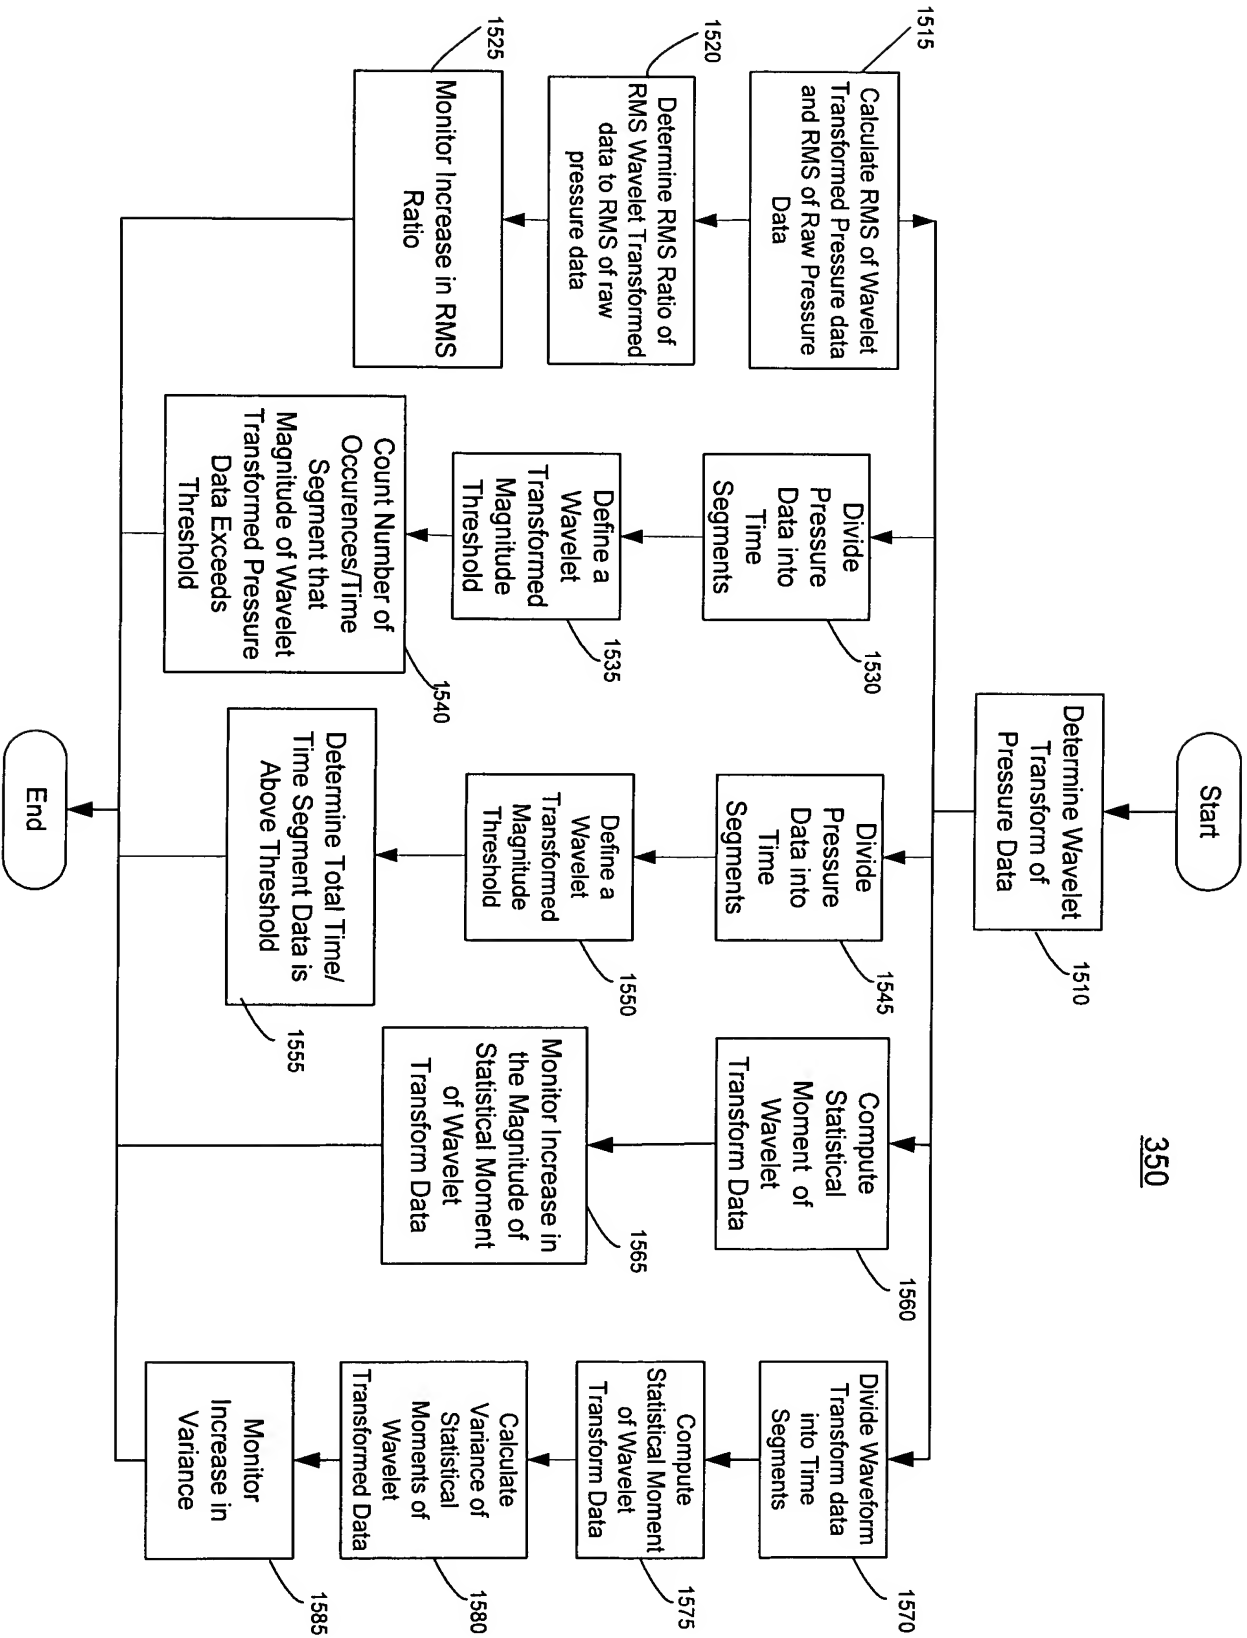 350
Start
Determine Wavelet
Transform of
Pressure Data
1510
Calculate RMS of Wavelet
Transformed Pressure data
and RMS of Raw Pressure
Data
1515
Determine RMS Ratio of
RMS Wavelet Transformed
data to RMS of raw
pressure data
1520
Monitor Increase in RMS
Ratio
1525
Divide
Pressure
Data into
Time
Segments
1530
Define a
Wavelet
Transformed
Magnitude
Threshold
1535
Count Number of
Occurences/Time
Segment that
Magnitude of Wavelet
Transformed Pressure
Data Exceeds
Threshold
1540
Divide
Pressure
Data into
Time
Segments
1545
Define a
Wavelet
Transformed
Magnitude
Threshold
1550
Determine Total Time/
Time Segment Data is
Above Threshold
1555
Compute
Statistical
Moment of
Wavelet
Transform Data
1560
Monitor Increase in
the Magnitude of
Statistical Moment
of Wavelet
Transform Data
1565
Divide Waveform
Transform data
into Time
Segments
1570
Compute
Statistical Moment
of Wavelet
Transform Data
1575
Calculate
Variance of
Statistical
Moments of
Wavelet
Transformed Data
1580
Monitor
Increase in
Variance
1585
End